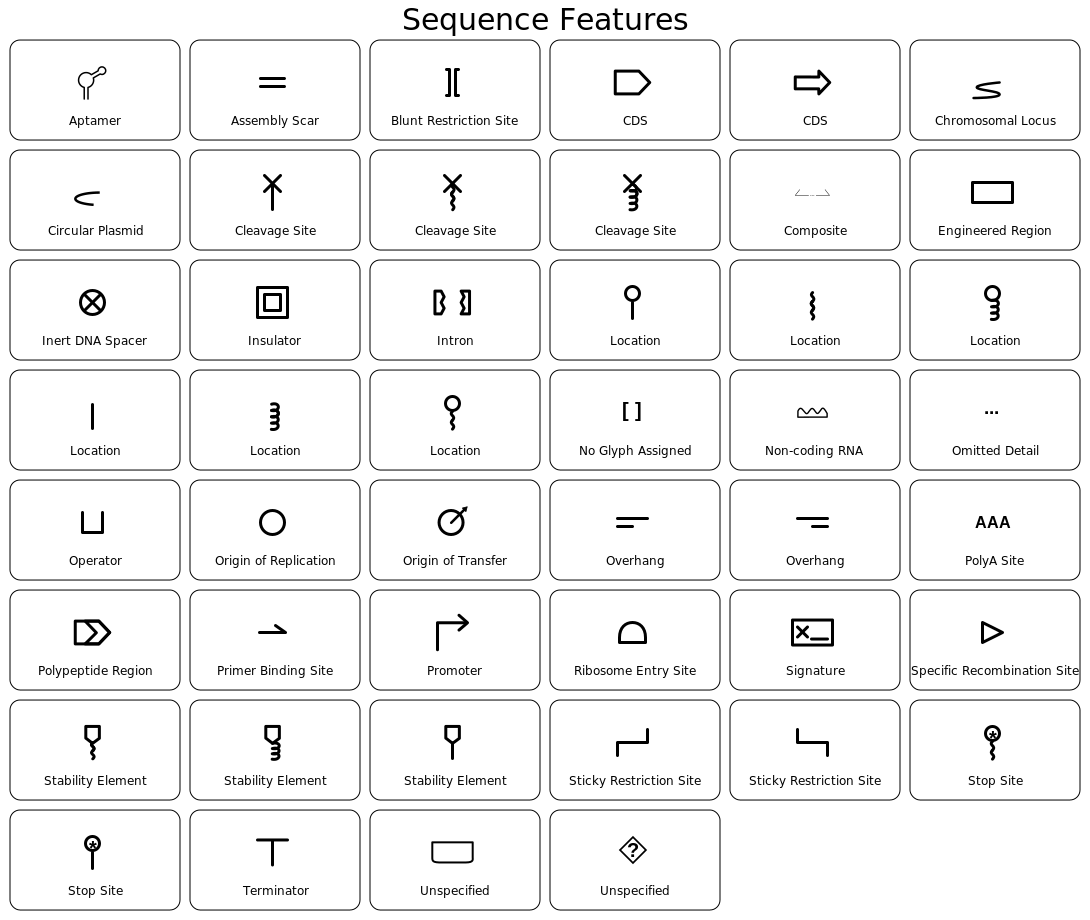 Sequence Features
Aptamer
Assembly Scar
Blunt Restriction Site
CDS
CDS
Chromosomal Locus
Circular Plasmid
Cleavage Site
Cleavage Site
Cleavage Site
Composite
Engineered Region
Inert DNA Spacer
Insulator
Intron
Location
Location
Location
Location
Location
Location
[ ]
No Glyph Assigned
Non-coding RNA
...
Omitted Detail
Operator
Origin of Replication
Origin of Transfer
Overhang
Overhang
AAA
PolyA Site
Polypeptide Region
Primer Binding Site
Promoter
Ribosome Entry Site
Signature
Specific Recombination Site
Stability Element
Stability Element
Stability Element
Sticky Restriction Site
Sticky Restriction Site
*
Stop Site
*
Stop Site
Terminator
Unspecified
?
Unspecified